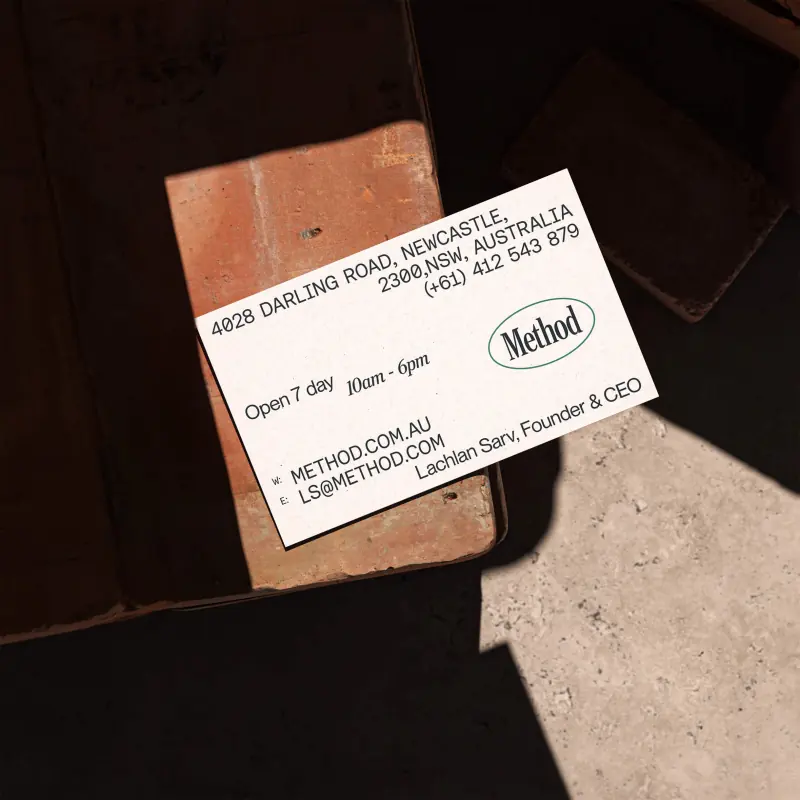 4028 DARLING ROAD, NEWCASTLE,
2300,NSW, AUSTRALIA
(+61) 412 543 879
Method
Open 7 day 10am - 6pm
W: METHOD.COM.AU
E: LS@METHOD.COM
Lachlan Sarv, Founder & CEO